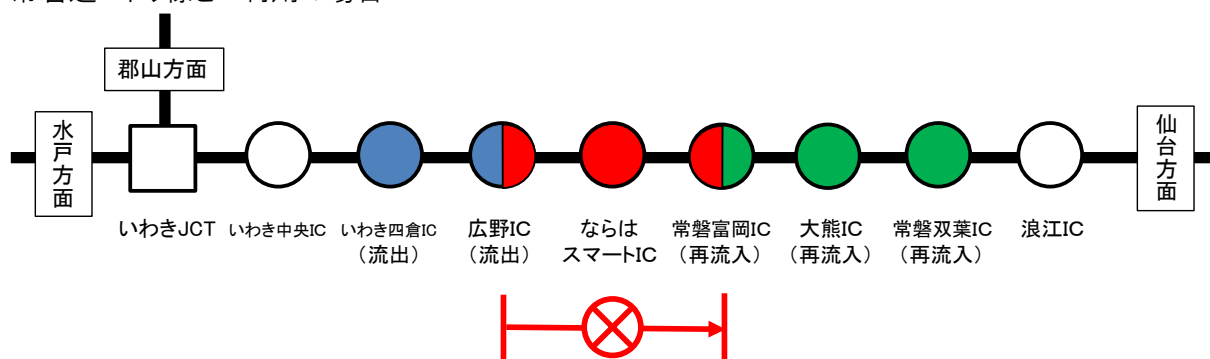 郡山方面
水戸方面
仙台方面
いわきJCT
いわき中央IC
いわき四倉IC
（流出）
広野IC
（流出）
ならは
スマートIC
常磐富岡IC
（再流入）
大熊IC
（再流入）
常磐双葉IC
（再流入）
浪江IC